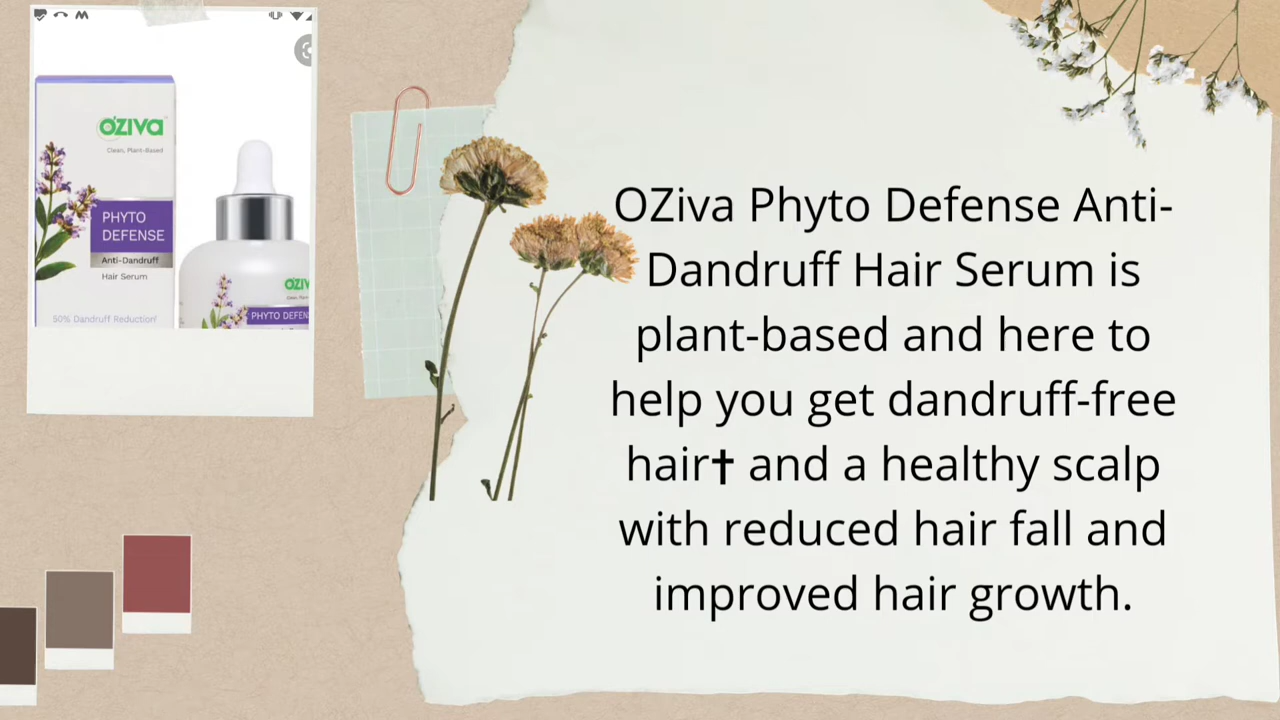 OZiva
Clean, Plant-Based
PHYTO
DEFENSE
Anti-Dandruff
Hair Serum
50% Dandruff Reduction†
OZiva Phyto Defense Anti-
Dandruff Hair Serum is
plant-based and here to
help you get dandruff-free
hair✝ and a healthy scalp
with reduced hair fall and
improved hair growth.